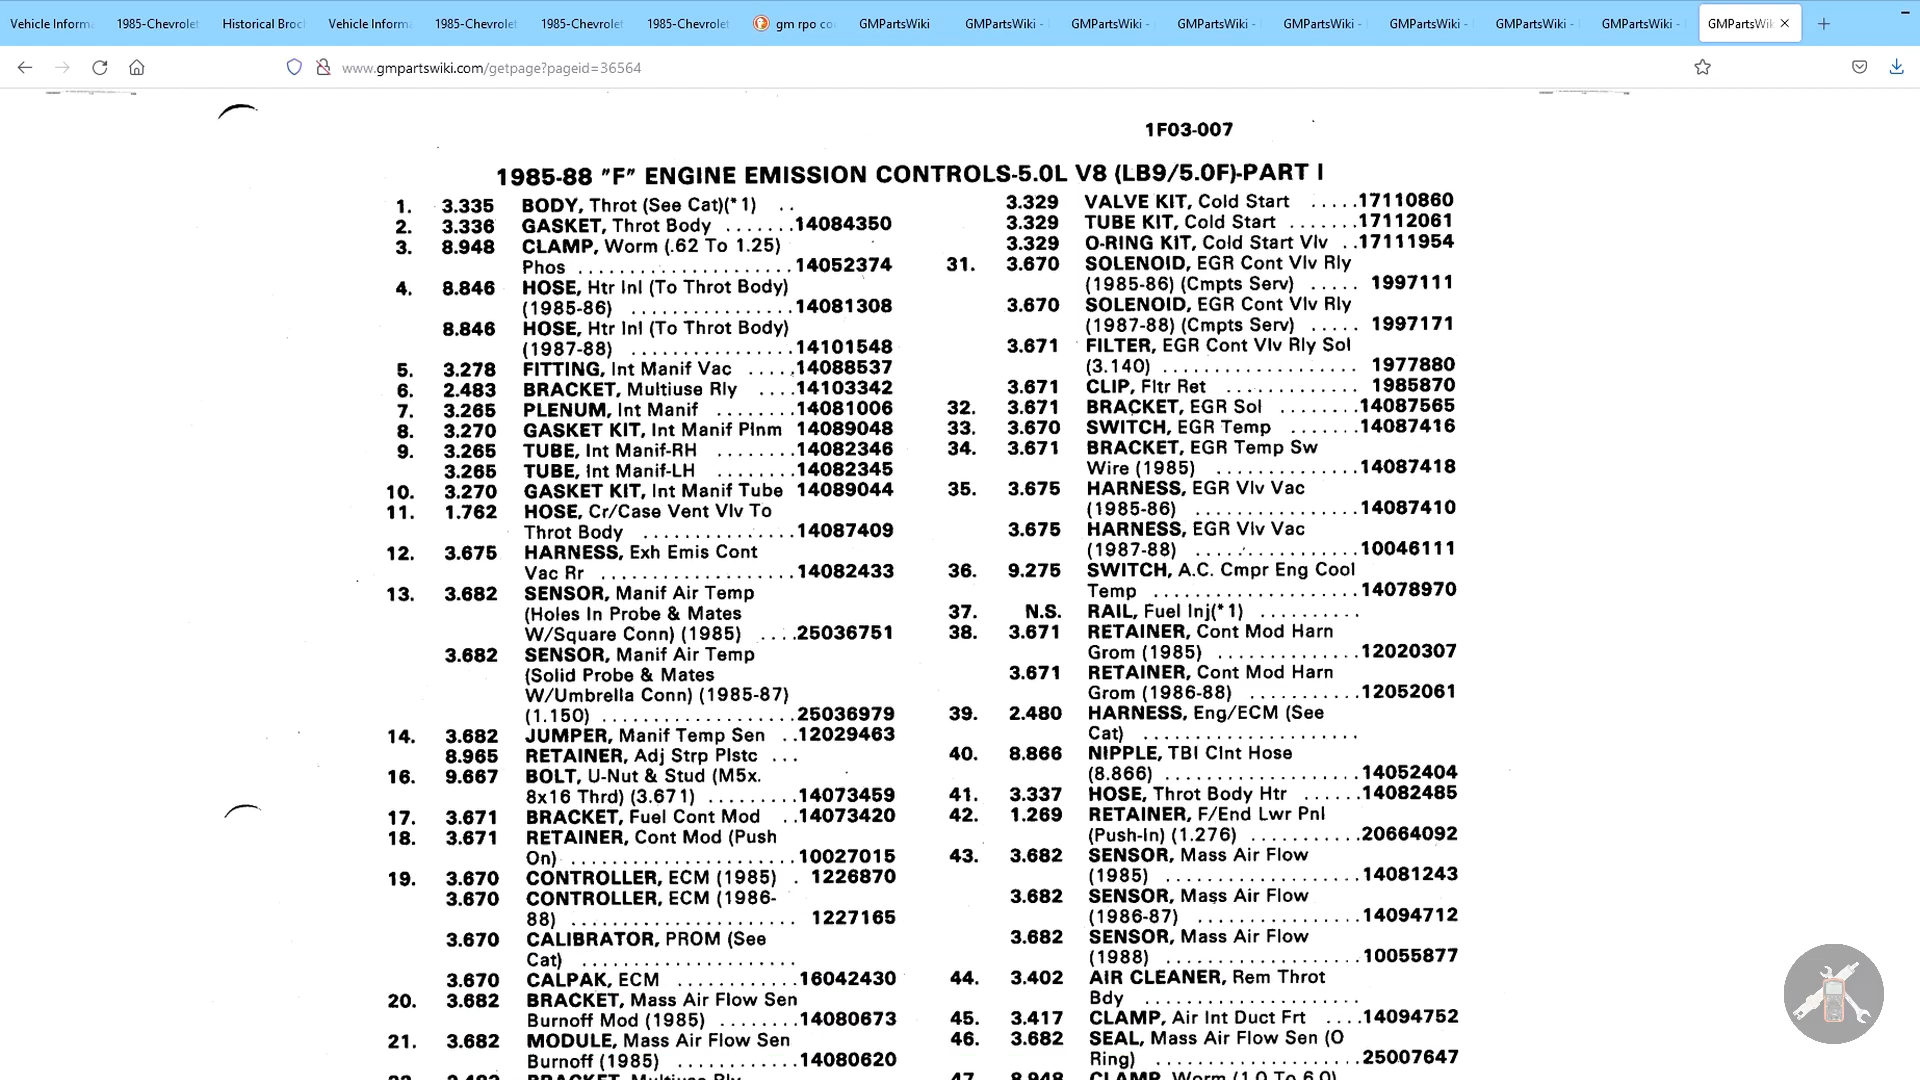 Vehicle Inform
1985-Chevrolet
Historical Broch
Vehicle Inform
1985-Chevrolet
1985-Chevrolet
1985-Chevrolet
gm rpo co
GMPartsWiki
GMPartsWiki -
GMPartsWiki -
GMPartsWiki -
GMPartsWiki -
GMPartsWiki -
GMPartsWiki -
GMPartsWiki -
GMPartsWiki
www.gmpartswiki.com/getpage?pageid=36564
1F03-007
1985-88 "F" ENGINE EMISSION CONTROLS-5.0L V8 (LB9/5.0F)-PART I
1. 3.335 BODY, Throt (See Cat)(*1) ..
2. 3.336 GASKET, Throt Body .......14084350
3. 8.948 CLAMP, Worm (.62 To 1.25)
Phos ......................14052374
4. 8.846 HOSE, Htr Inl (To Throt Body)
(1985-86) ................14081308
8.846 HOSE, Htr Inl (To Throt Body)
(1987-88) ................14101548
5. 3.278 FITTING, Int Manif Vac .....14088537
6. 2.483 BRACKET, Multiuse Rly ....14103342
7. 3.265 PLENUM, Int Manif ........14081006
8. 3.270 GASKET KIT, Int Manif Plnm 14089048
9. 3.265 TUBE, Int Manif-RH ........14082346
3.265 TUBE, Int Manif-LH ........14082345
10. 3.270 GASKET KIT, Int Manif Tube 14089044
11. 1.762 HOSE, Cr/Case Vent Vlv To
Throt Body ...............14087409
12. 3.675 HARNESS, Exh Emis Cont
Vac Rr ...................14082433
13. 3.682 SENSOR, Manif Air Temp
(Holes In Probe & Mates
W/Square Conn) (1985) ....25036751
3.682 SENSOR, Manif Air Temp
(Solid Probe & Mates
W/Umbrella Conn) (1985-87)
(1.150) ...................25036979
14. 3.682 JUMPER, Manif Temp Sen ..12029463
8.965 RETAINER, Adj Strp Plstc ...
16. 9.667 BOLT, U-Nut & Stud (M5x.
8x16 Thrd) (3.671) .........14073459
17. 3.671 BRACKET, Fuel Cont Mod ..14073420
18. 3.671 RETAINER, Cont Mod (Push
On) ......................10027015
19. 3.670 CONTROLLER, ECM (1985) . 1226870
3.670 CONTROLLER, ECM (1986-
88) ...................... 1227165
3.670 CALIBRATOR, PROM (See
Cat) .....................
3.670 CALPAK, ECM ............16042430
20. 3.682 BRACKET, Mass Air Flow Sen
Burnoff Mod (1985) ........14080673
21. 3.682 MODULE, Mass Air Flow Sen
Burnoff (1985) ............14080620
BRACKET, Multiuse Rly
3.329 VALVE KIT, Cold Start .....17110860
3.329 TUBE KIT, Cold Start .......17112061
3.329 O-RING KIT, Cold Start Vlv ..17111954
31. 3.670 SOLENOID, EGR Cont Vlv Rly
(1985-86) (Cmpts Serv) ..... 1997111
3.670 SOLENOID, EGR Cont Vlv Rly
(1987-88) (Cmpts Serv) ..... 1997171
3.671 FILTER, EGR Cont Vlv Rly Sol
(3.140) ................... 1977880
3.671 CLIP, Fltr Ret ............. 1985870
32. 3.671 BRACKET, EGR Sol ........14087565
33. 3.670 SWITCH, EGR Temp .......14087416
34. 3.671 BRACKET, EGR Temp Sw
Wire (1985) ..............14087418
35. 3.675 HARNESS, EGR Vlv Vac
(1985-86) ................14087410
3.675 HARNESS, EGR Vlv Vac
(1987-88) ................10046111
36. 9.275 SWITCH, A.C. Cmpr Eng Cool
Temp ....................14078970
37. N.S. RAIL, Fuel Inj(*1) ..........
38. 3.671 RETAINER, Cont Mod Harn
Grom (1985) ..............12020307
3.671 RETAINER, Cont Mod Harn
Grom (1986-88) ...........12052061
39. 2.480 HARNESS, Eng/ECM (See
Cat) .....................
40. 8.866 NIPPLE, TBI Clnt Hose
(8.866) ...................14052404
41. 3.337 HOSE, Throt Body Htr ......14082485
42. 1.269 RETAINER, F/End Lwr Pnl
(Push-In) (1.276) ...........20664092
43. 3.682 SENSOR, Mass Air Flow
(1985) ...................14081243
3.682 SENSOR, Mass Air Flow
(1986-87) ................14094712
3.682 SENSOR, Mass Air Flow
(1988) ...................10055877
44. 3.402 AIR CLEANER, Rem Throt
Bdy .....................
45. 3.417 CLAMP, Air Int Duct Frt ....14094752
46. 3.682 SEAL, Mass Air Flow Sen (O
Ring) ....................25007647
47. 8.948 CLAMP, Worm (1.0 To 6.0)